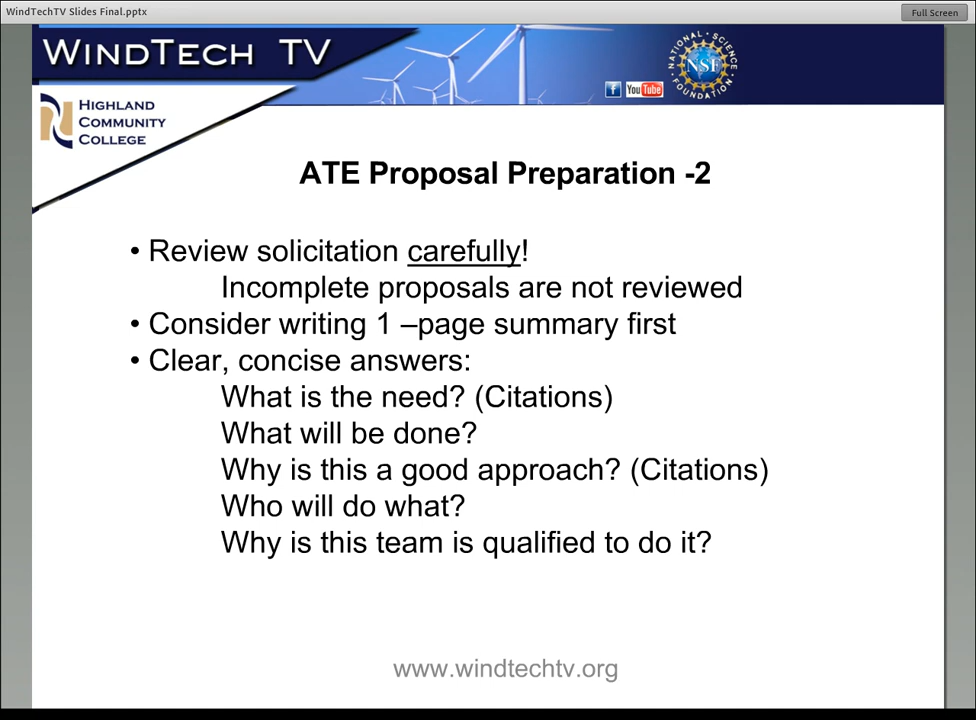 WindTechTV Slides Final.pptx
Full Screen
WINDTECH TV
NATIONAL SCIENCE FOUNDATION
NSF
f YouTube
HIGHLAND
COMMUNITY
COLLEGE
ATE Proposal Preparation -2
• Review solicitation carefully!
Incomplete proposals are not reviewed
• Consider writing 1 –page summary first
• Clear, concise answers:
What is the need? (Citations)
What will be done?
Why is this a good approach? (Citations)
Who will do what?
Why is this team is qualified to do it?
www.windtechtv.org